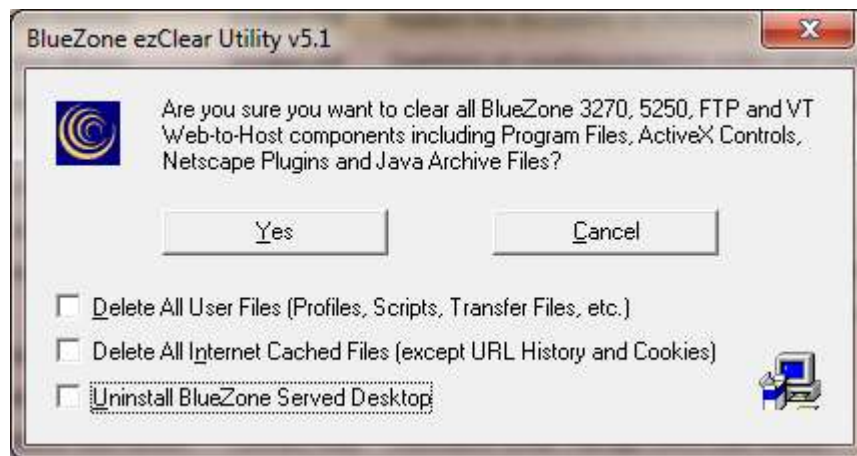 BlueZone ezClear Utility v5.1
Are you sure you want to clear all BlueZone 3270, 5250, FTP and VT
Web-to-Host components including Program Files, ActiveX Controls,
Netscape Plugins and Java Archive Files?
Yes
Cancel
Delete All User Files (Profiles, Scripts, Transfer Files, etc.)
Delete All Internet Cached Files (except URL History and Cookies)
Uninstall BlueZone Served Desktop